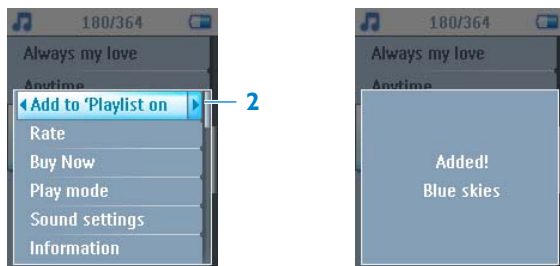 180/364
Always my love
Anytime
Add to 'Playlist on
2
Rate
Buy Now
Play mode
Sound settings
Information
180/364
Always my love
Anytime
Added!
Blue skies